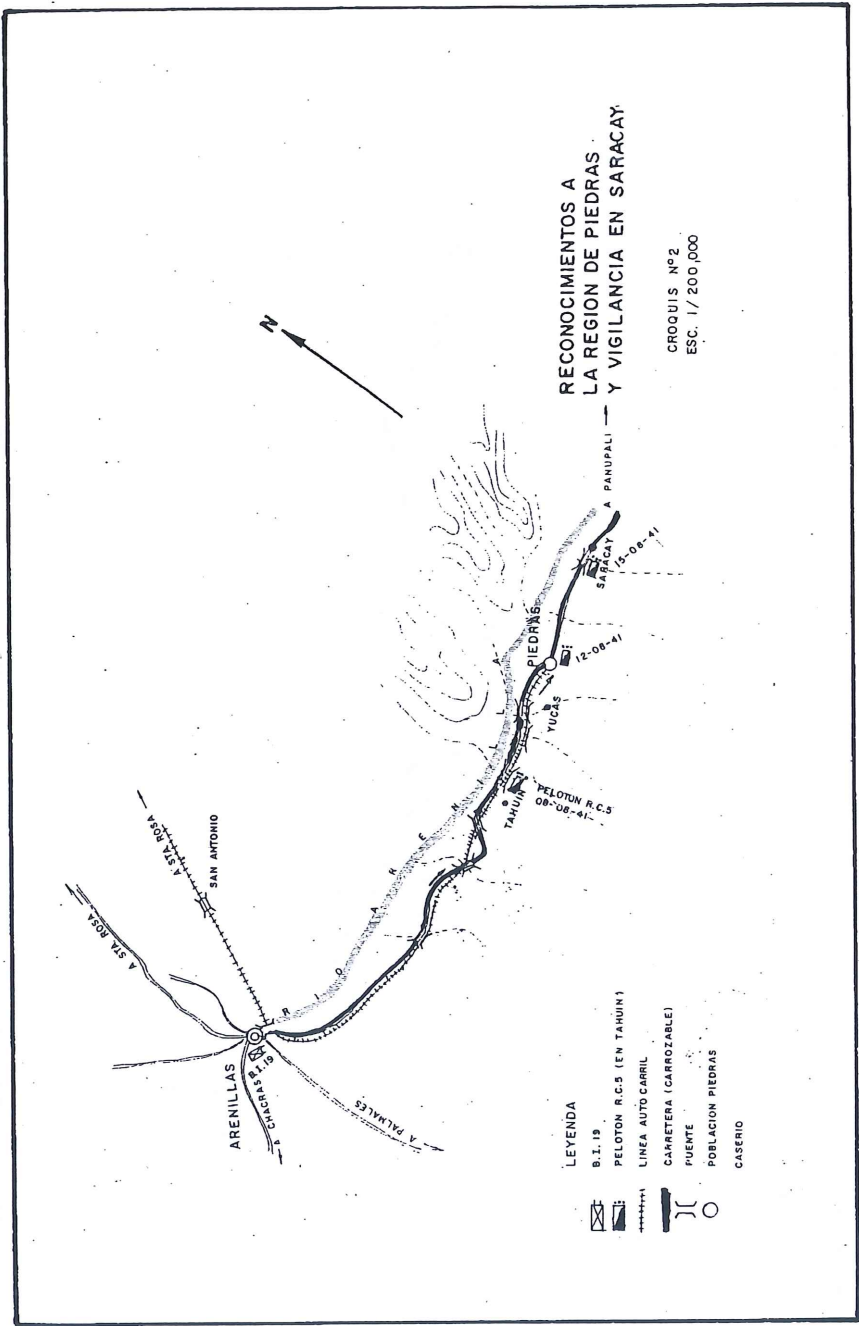 RECONOCIMIENTOS A
LA REGION DE PIEDRAS
Y VIGILANCIA EN SARACAY
CROQUIS Nº2
ESC. 1/200,000
N
A STA ROSA
A STA ROSA
SAN ANTONIO
ARENILLAS
B.I.19
A CHACRAS
A PALMALES
RIO ARENILLA
TAHUIN
PELOTON R.C.5
08-08-41
YUCAS
PIEDRAS
12-08-41
SARACAY
15-08-41
A PANUPALI
LEYENDA
B.I. 19
PELOTON R.C.5 (EN TAHUIN)
LINEA AUTO CARRIL
CARRETERA (CARROZABLE)
PUENTE
POBLACION PIEDRAS
CASERIO